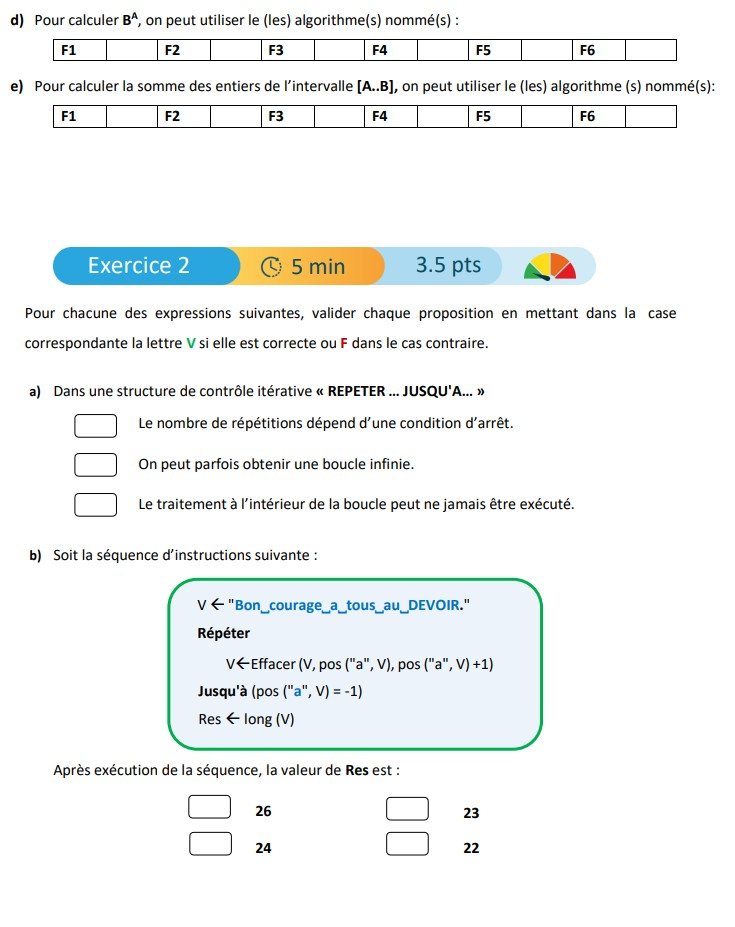 d) Pour calculer Bᴬ, on peut utiliser le (les) algorithme(s) nommé(s) :
F1 F2 F3 F4 F5 F6
e) Pour calculer la somme des entiers de l'intervalle [A..B], on peut utiliser le (les) algorithme (s) nommé(s):
F1 F2 F3 F4 F5 F6
Exercice 2 5 min 3.5 pts
Pour chacune des expressions suivantes, valider chaque proposition en mettant dans la case
correspondante la lettre V si elle est correcte ou F dans le cas contraire.
a) Dans une structure de contrôle itérative « REPETER ... JUSQU'A... »
Le nombre de répétitions dépend d'une condition d'arrêt.
On peut parfois obtenir une boucle infinie.
Le traitement à l'intérieur de la boucle peut ne jamais être exécuté.
b) Soit la séquence d'instructions suivante :
V ← "Bon␣courage␣a␣tous␣au␣DEVOIR."
Répéter
V←Effacer (V, pos ("a", V), pos ("a", V) +1)
Jusqu'à (pos ("a", V) = -1)
Res ← long (V)
Après exécution de la séquence, la valeur de Res est :
26 23
24 22